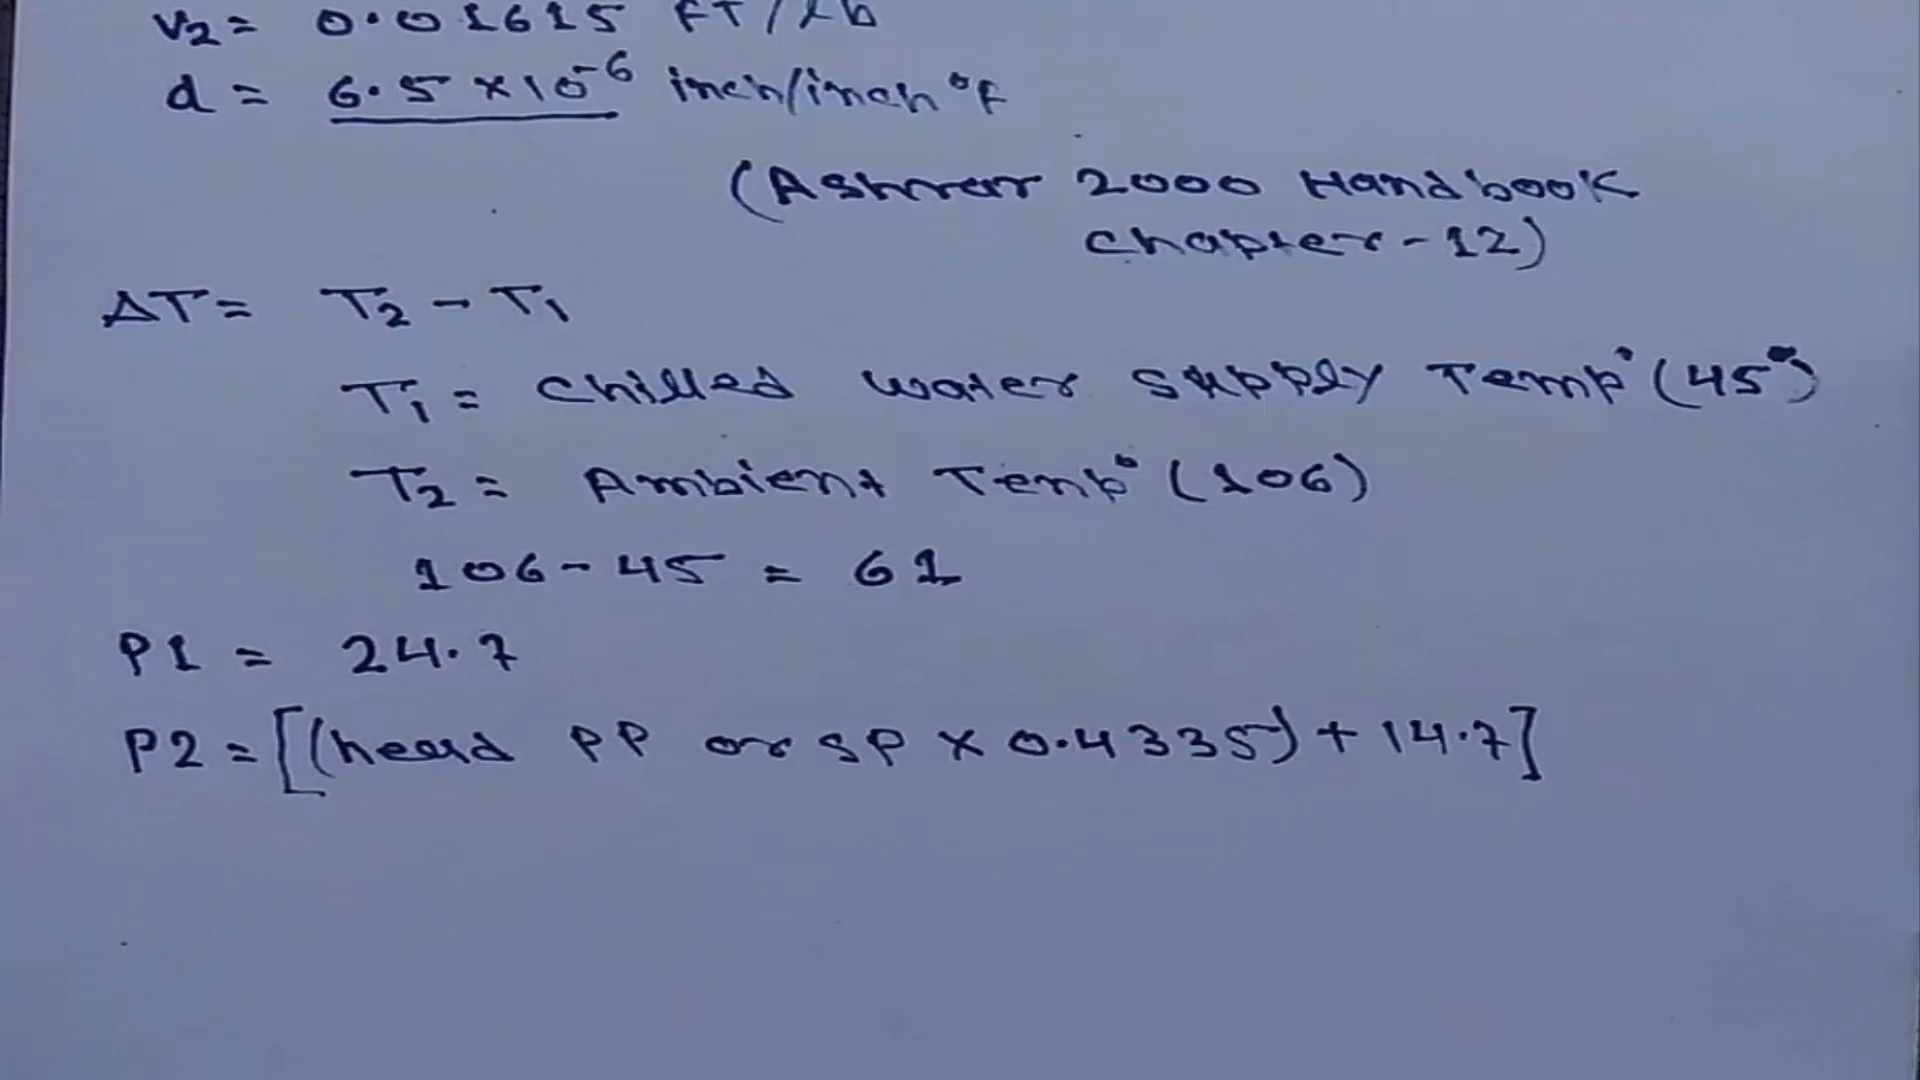 V2 = 0.01615 FT/lb
d = 6.5 × 10⁻⁶ inch/inch °F
(Ashrae 2000 Handbook
chapter - 12)
ΔT = T2 - T1
T1 = chilled water supply Temp° (45°)
T2 = Ambient Temp° (106)
106 - 45 = 61
P1 = 24.7
P2 = [(head PP or SP × 0.4335) + 14.7]